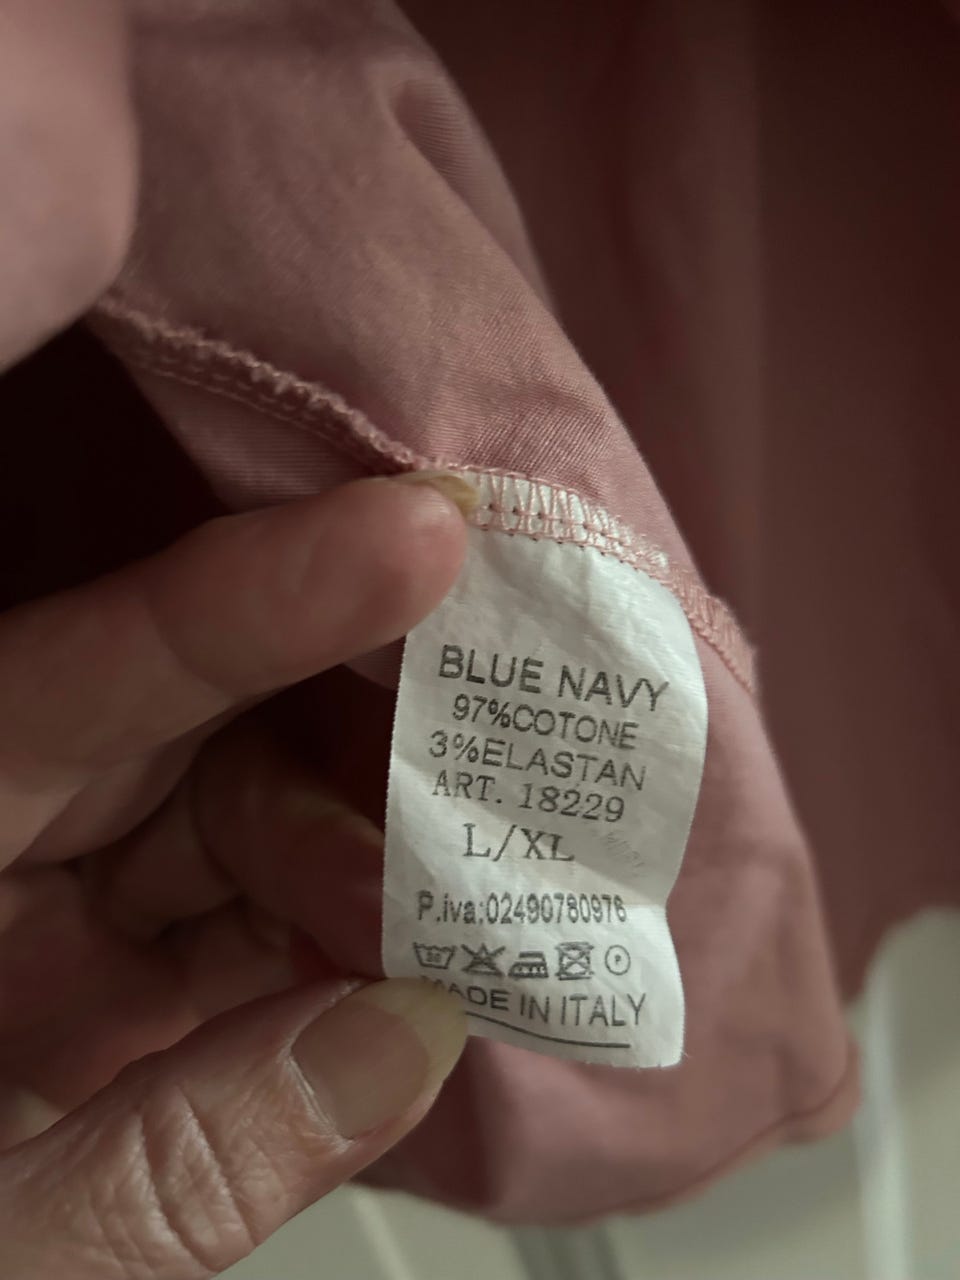 BLUE NAVY
97%COTONE
3%ELASTAN
ART. 18229
L/XL
P.iva:02490780976
MADE IN ITALY